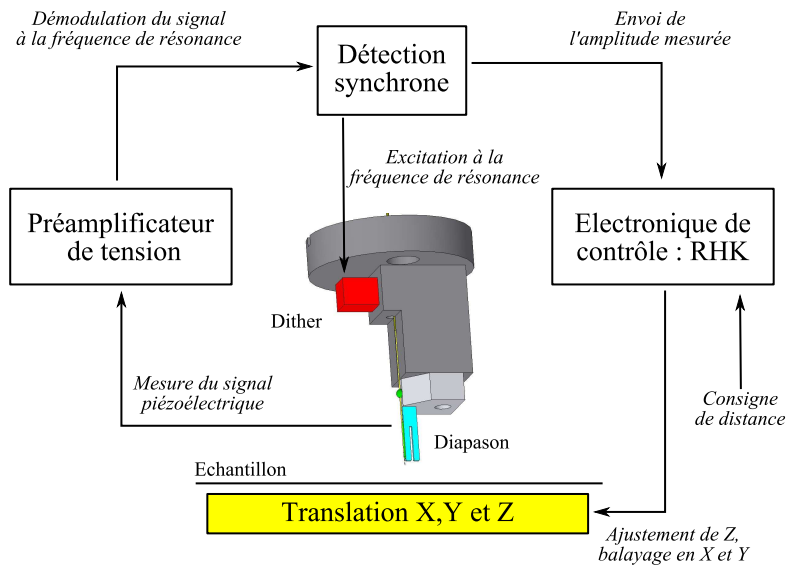 Démodulation du signal
à la fréquence de résonance
Détection
synchrone
Envoi de
l'amplitude mesurée
Excitation à la
fréquence de résonance
Préamplificateur
de tension
Electronique de
contrôle : RHK
Dither
Mesure du signal
piézoélectrique
Consigne
de distance
Diapason
Echantillon
Translation X,Y et Z
Ajustement de Z,
balayage en X et Y